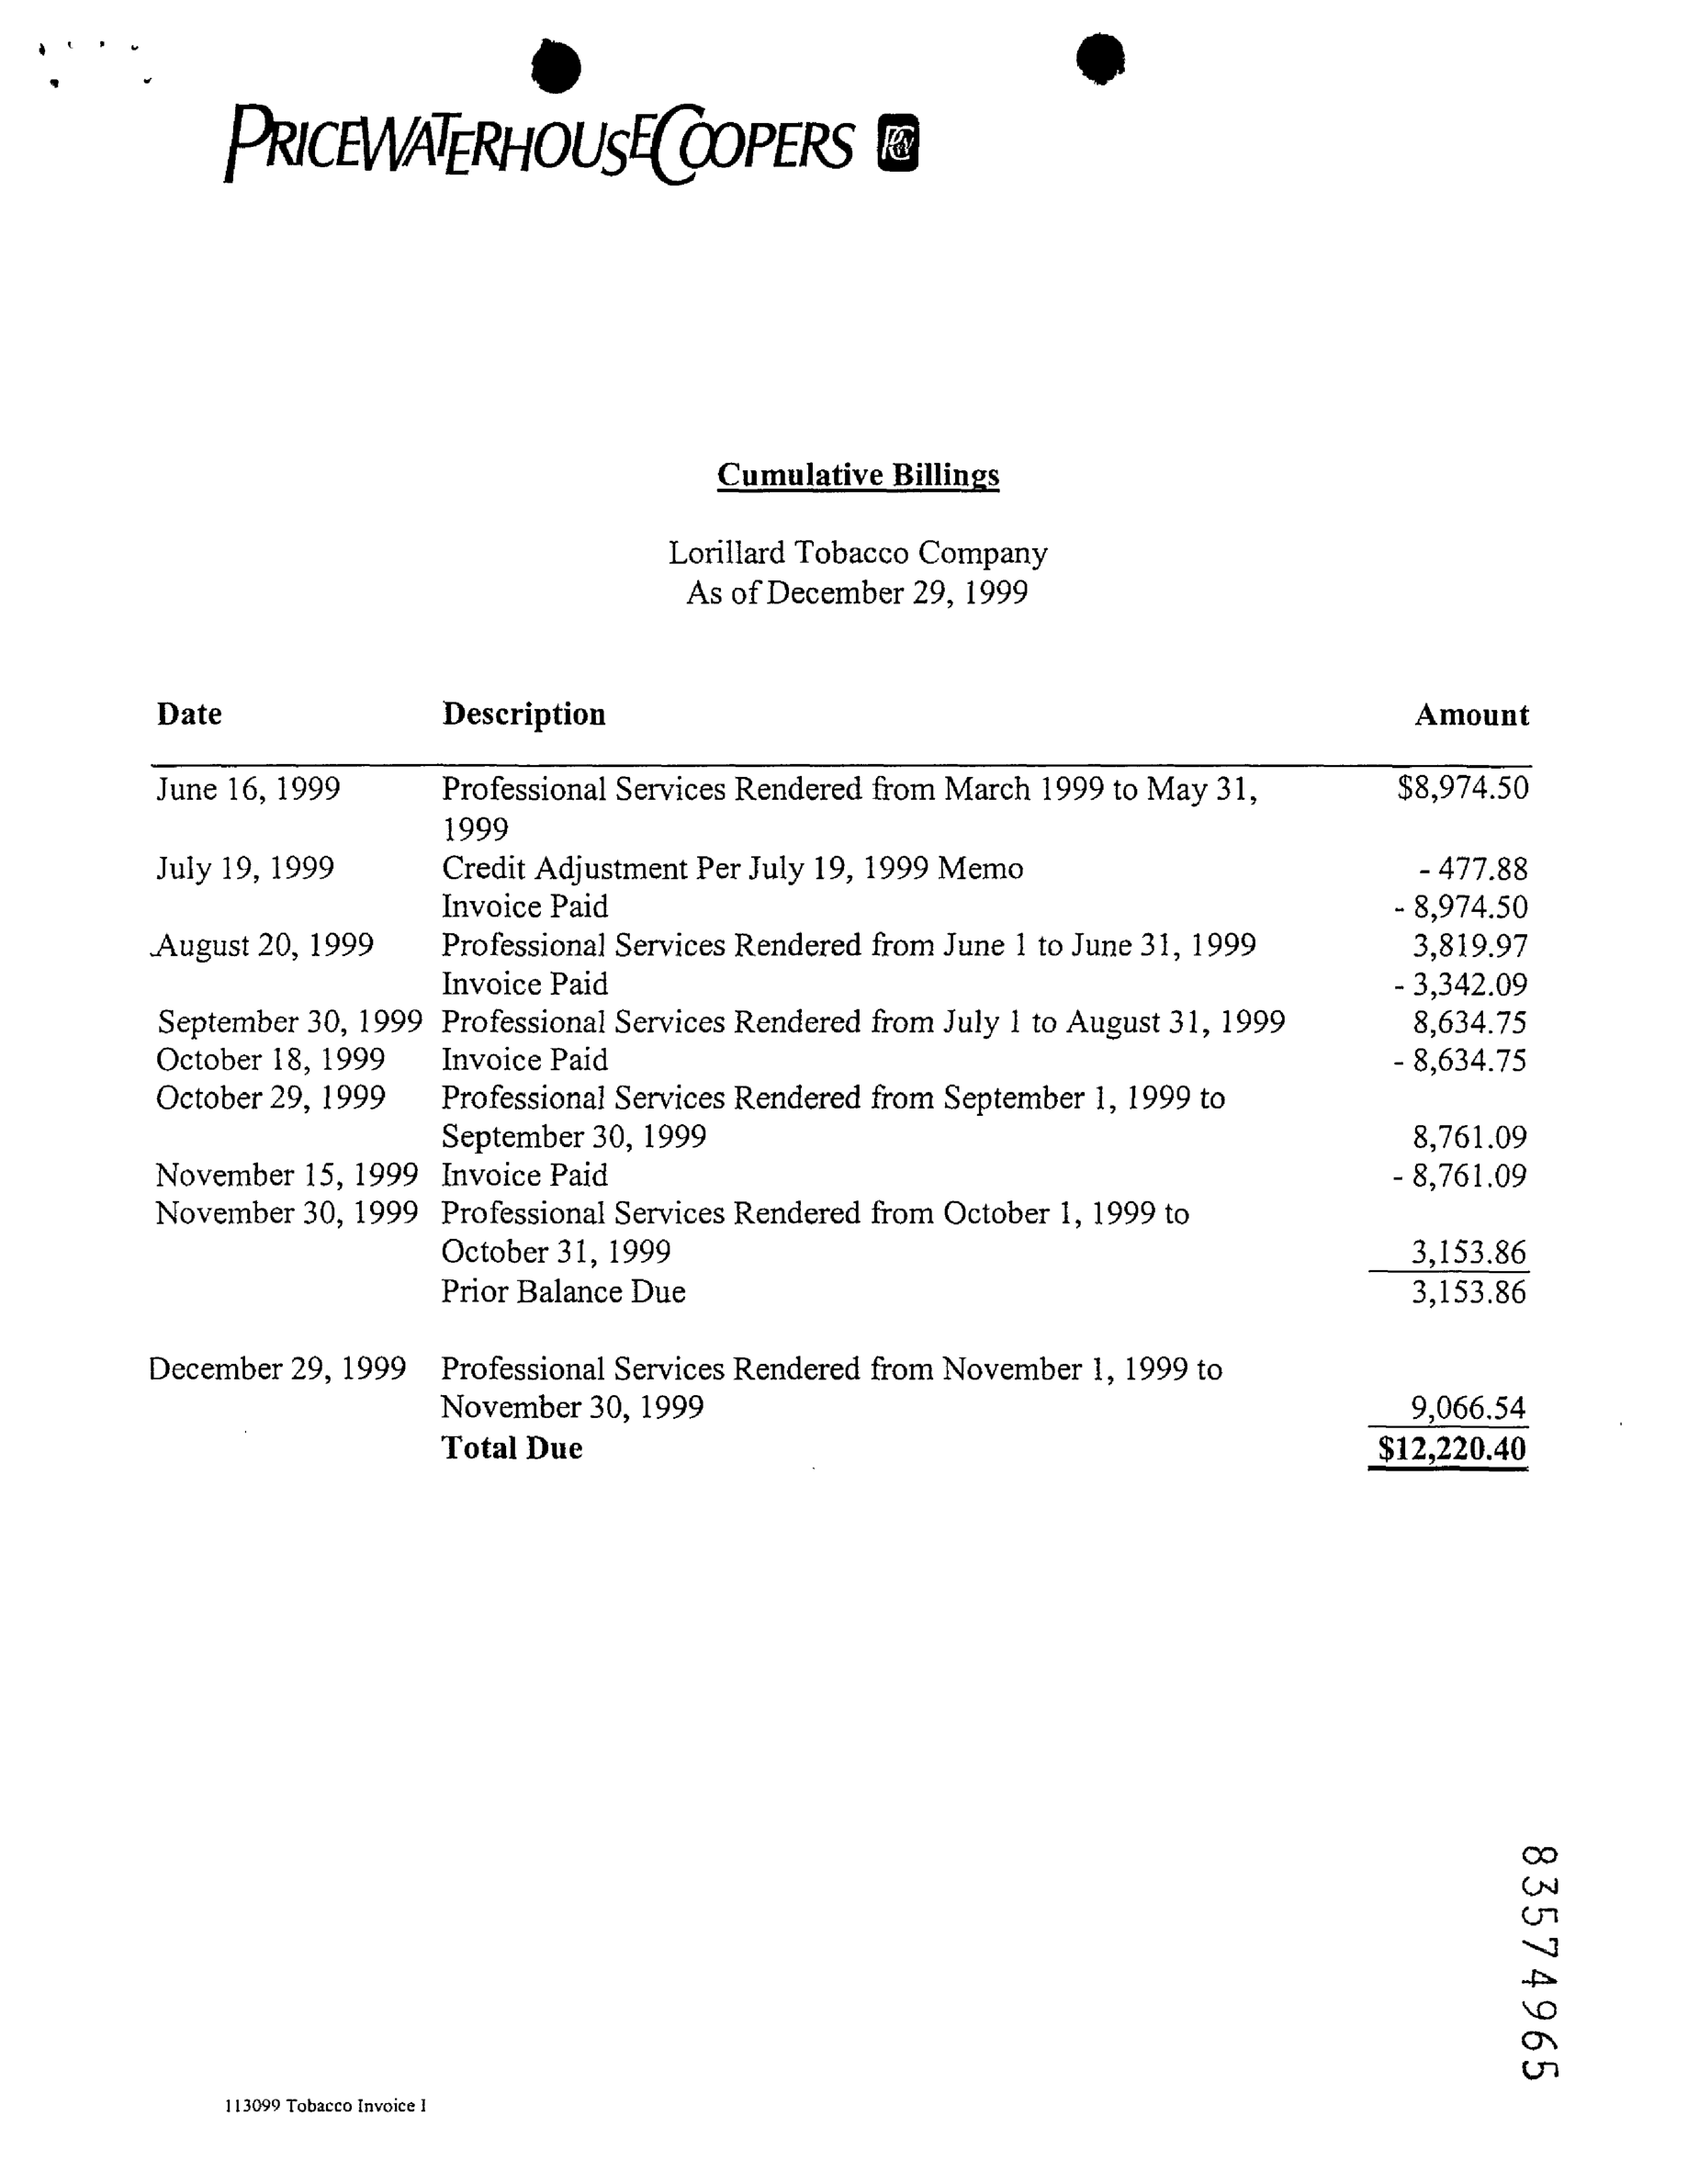 PRICEWATERHOUSECOOPERS PwC
Cumulative Billings
Lorillard Tobacco Company
As of December 29, 1999
Date Description Amount
June 16, 1999 Professional Services Rendered from March 1999 to May 31, $8,974.50
1999
July 19, 1999 Credit Adjustment Per July 19, 1999 Memo - 477.88
Invoice Paid - 8,974.50
August 20, 1999 Professional Services Rendered from June 1 to June 31, 1999 3,819.97
Invoice Paid - 3,342.09
September 30, 1999 Professional Services Rendered from July 1 to August 31, 1999 8,634.75
October 18, 1999 Invoice Paid - 8,634.75
October 29, 1999 Professional Services Rendered from September 1, 1999 to
September 30, 1999 8,761.09
November 15, 1999 Invoice Paid - 8,761.09
November 30, 1999 Professional Services Rendered from October 1, 1999 to
October 31, 1999 3,153.86
Prior Balance Due 3,153.86
December 29, 1999 Professional Services Rendered from November 1, 1999 to
November 30, 1999 9,066.54
Total Due $12,220.40
83574965
113099 Tobacco Invoice 1